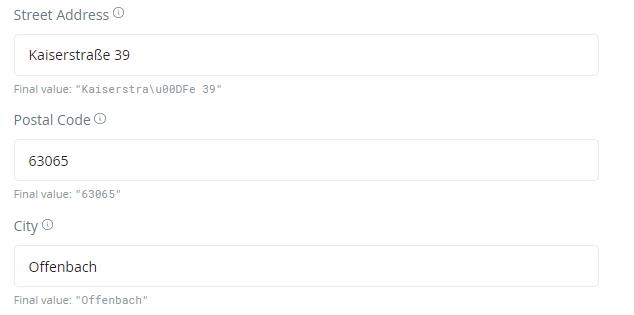 Street Address
Kaiserstraße 39
Final value: "Kaiserstra\u00DFe 39"
Postal Code
63065
Final value: "63065"
City
Offenbach
Final value: "Offenbach"